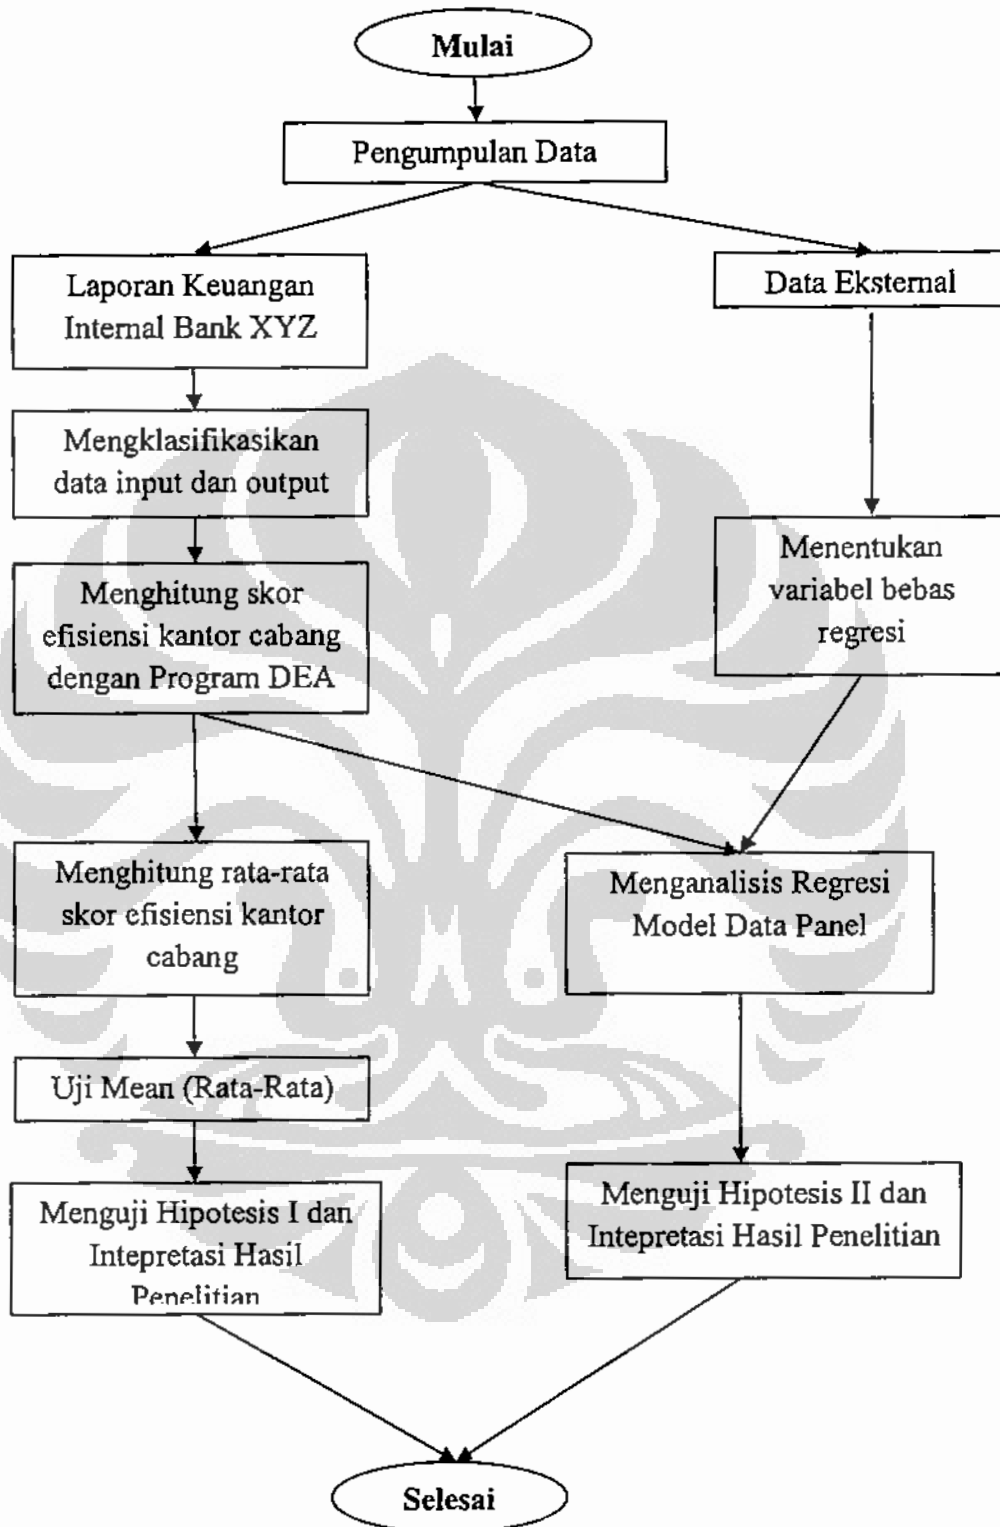 Mulai
Pengumpulan Data
Laporan Keuangan
Internal Bank XYZ
Data Eksternal
Mengklasifikasikan
data input dan output
Menghitung skor
efisiensi kantor cabang
dengan Program DEA
Menentukan
variabel bebas
regresi
Menghitung rata-rata
skor efisiensi kantor
cabang
Menganalisis Regresi
Model Data Panel
Uji Mean (Rata-Rata)
Menguji Hipotesis I dan
Intepretasi Hasil
Penelitian
Menguji Hipotesis II dan
Intepretasi Hasil Penelitian
Selesai